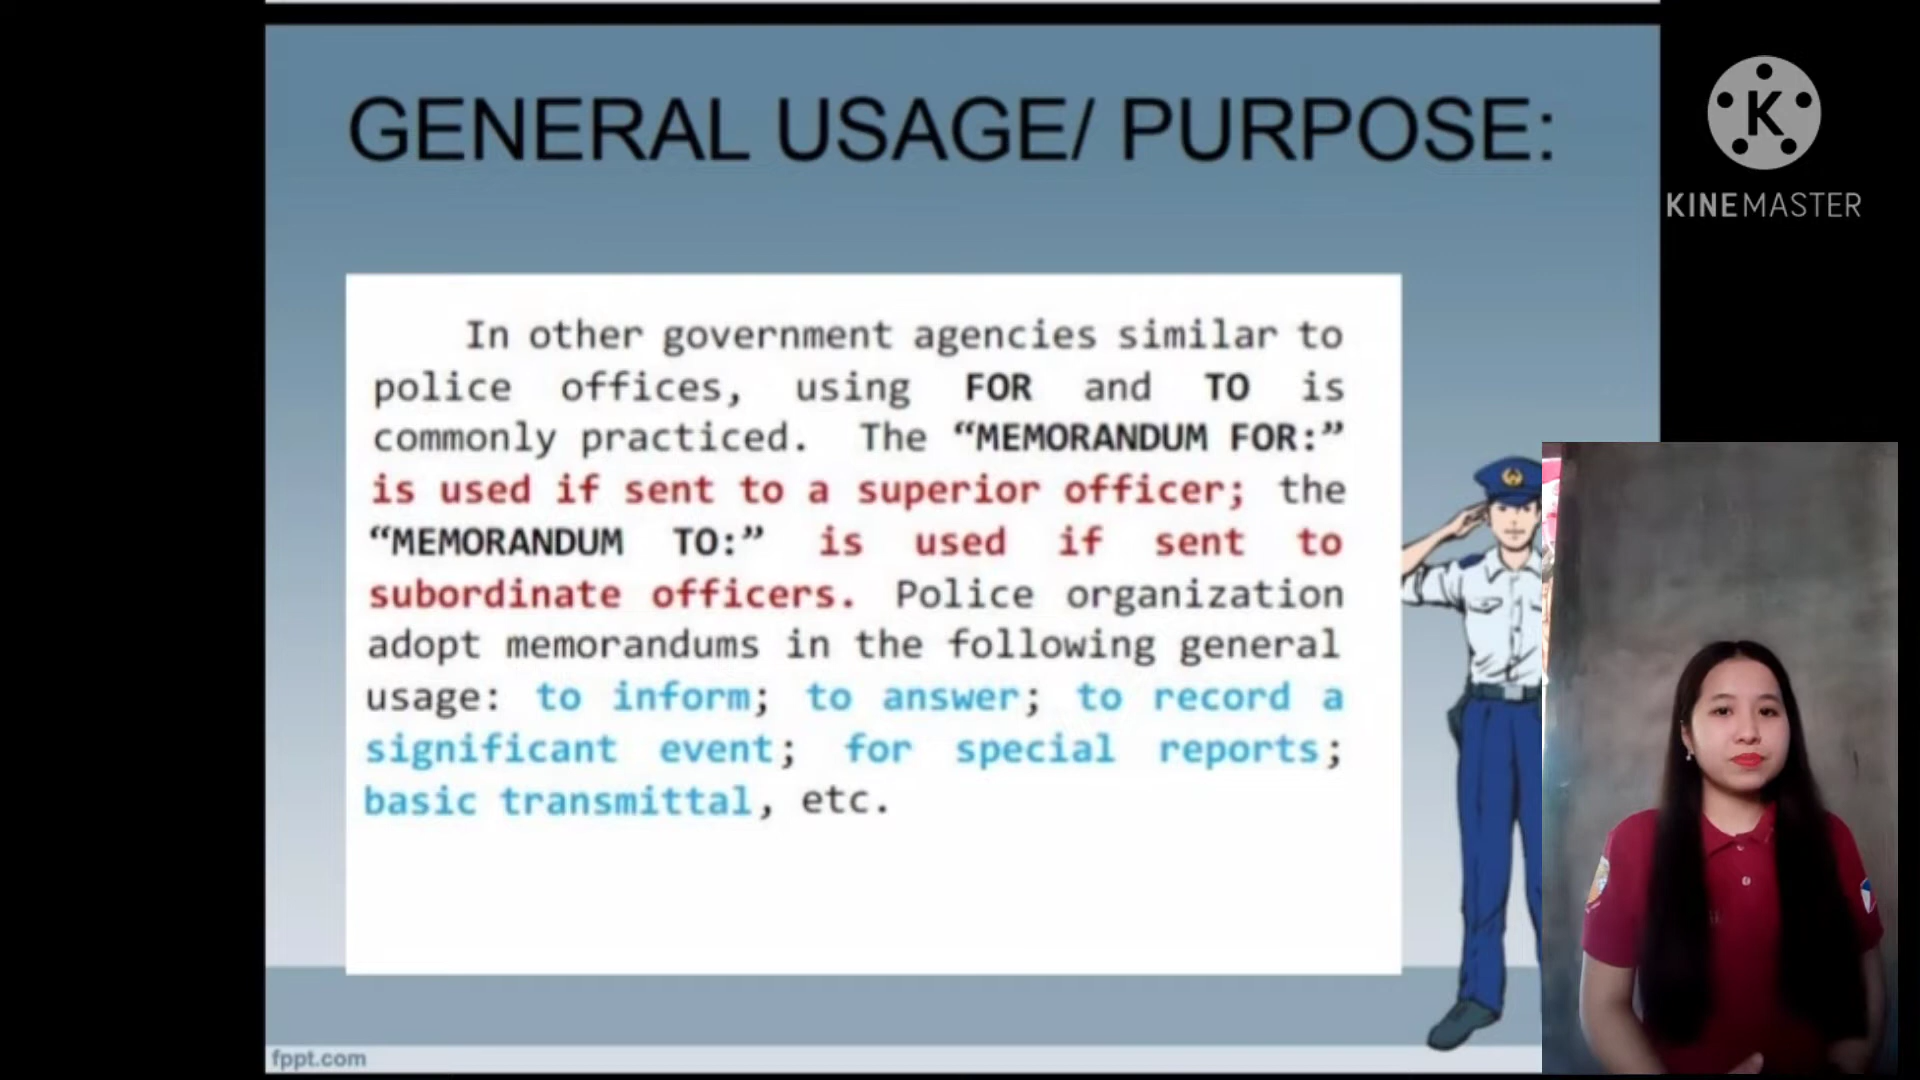 GENERAL USAGE/ PURPOSE:
K
KINEMASTER
In other government agencies similar to
police offices, using FOR and TO is
commonly practiced. The “MEMORANDUM FOR:”
is used if sent to a superior officer; the
“MEMORANDUM TO:” is used if sent to
subordinate officers. Police organization
adopt memorandums in the following general
usage: to inform; to answer; to record a
significant event; for special reports;
basic transmittal, etc.
fppt.com